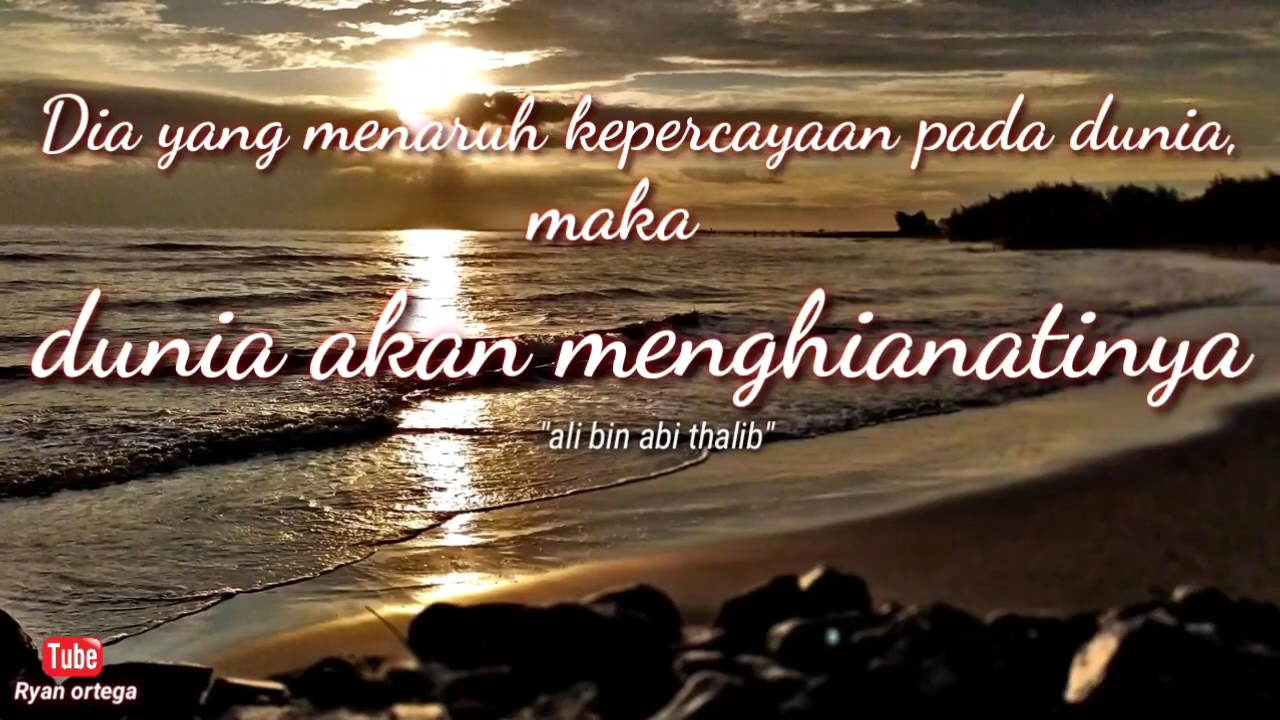 Dia yang menaruh kepercayaan pada dunia,
maka
dunia akan menghianatinya
"ali bin abi thalib"
Tube
Ryan ortega